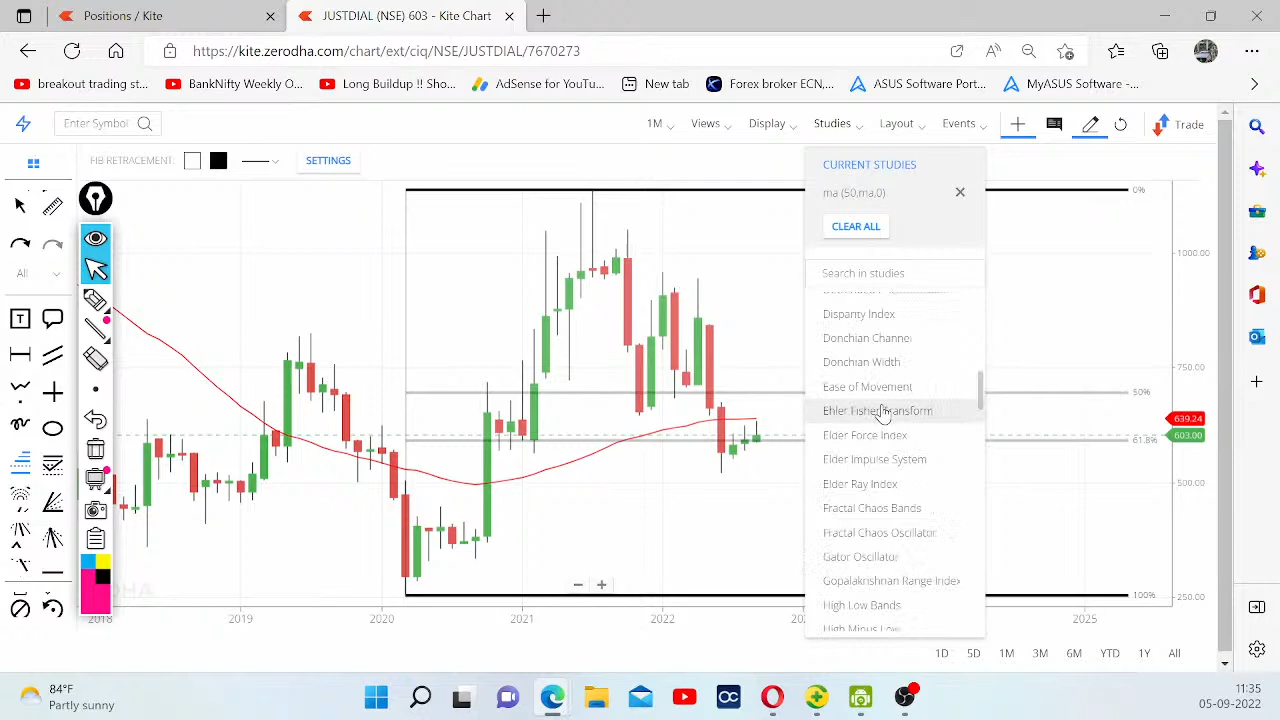 Positions / Kite
JUSTDIAL (NSE) 603 - Kite Chart
https://kite.zerodha.com/chart/ext/ciq/NSE/JUSTDIAL/7670273
breakout trading st...
BankNifty Weekly O...
Long Buildup !! Sho...
AdSense for YouTu...
New tab
Forex broker ECN,...
ASUS Software Port...
MyASUS Software -...
Enter Symbol
1M
Views
Display
Studies
Layout
Events
Trade
FIB RETRACEMENT:
SETTINGS
CURRENT STUDIES
ma (50,ma,0)
CLEAR ALL
Search in studies
Disparity Index
Donchian Channel
Donchian Width
Ease of Movement
Ehler Fisher Transform
Elder Force Index
Elder Impulse System
Elder Ray Index
Fractal Chaos Bands
Fractal Chaos Oscillator
Gator Oscillator
Gopalakrishnan Range Index
High Low Bands
High Minus Low
All
T
0%
50%
61.8%
100%
1000.00
750.00
639.24
603.00
500.00
250.00
2019
2020
2021
2022
2025
1D 5D 1M 3M 6M YTD 1Y All
84°F
Partly sunny
11:35
05-09-2022